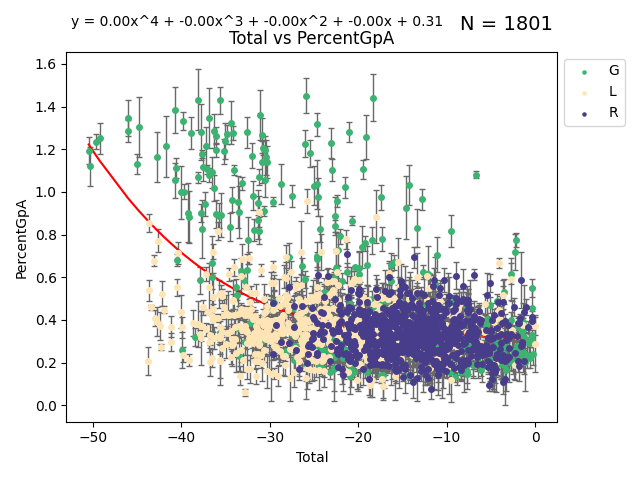 y = 0.00x^4 + -0.00x^3 + -0.00x^2 + -0.00x + 0.31
N = 1801
Total vs PercentGpA
G
L
R
PercentGpA
1.6
1.4
1.2
1.0
0.8
0.6
0.4
0.2
0.0
−50
−40
−30
−20
−10
0
Total